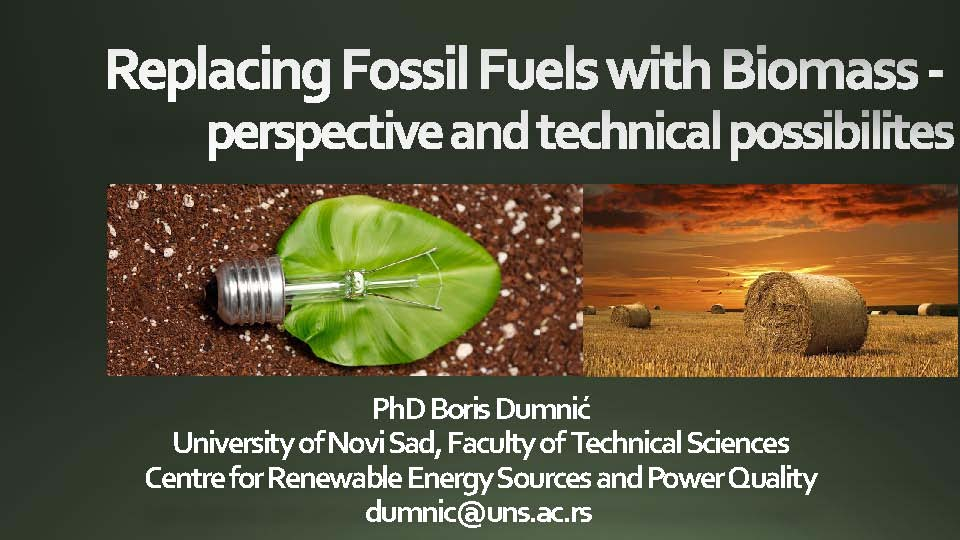 Replacing Fossil Fuels with Biomass -
perspective and technical possibilites
PhD Boris Dumnić
University of Novi Sad, Faculty of Technical Sciences
Centre for Renewable Energy Sources and Power Quality
dumnic@uns.ac.rs